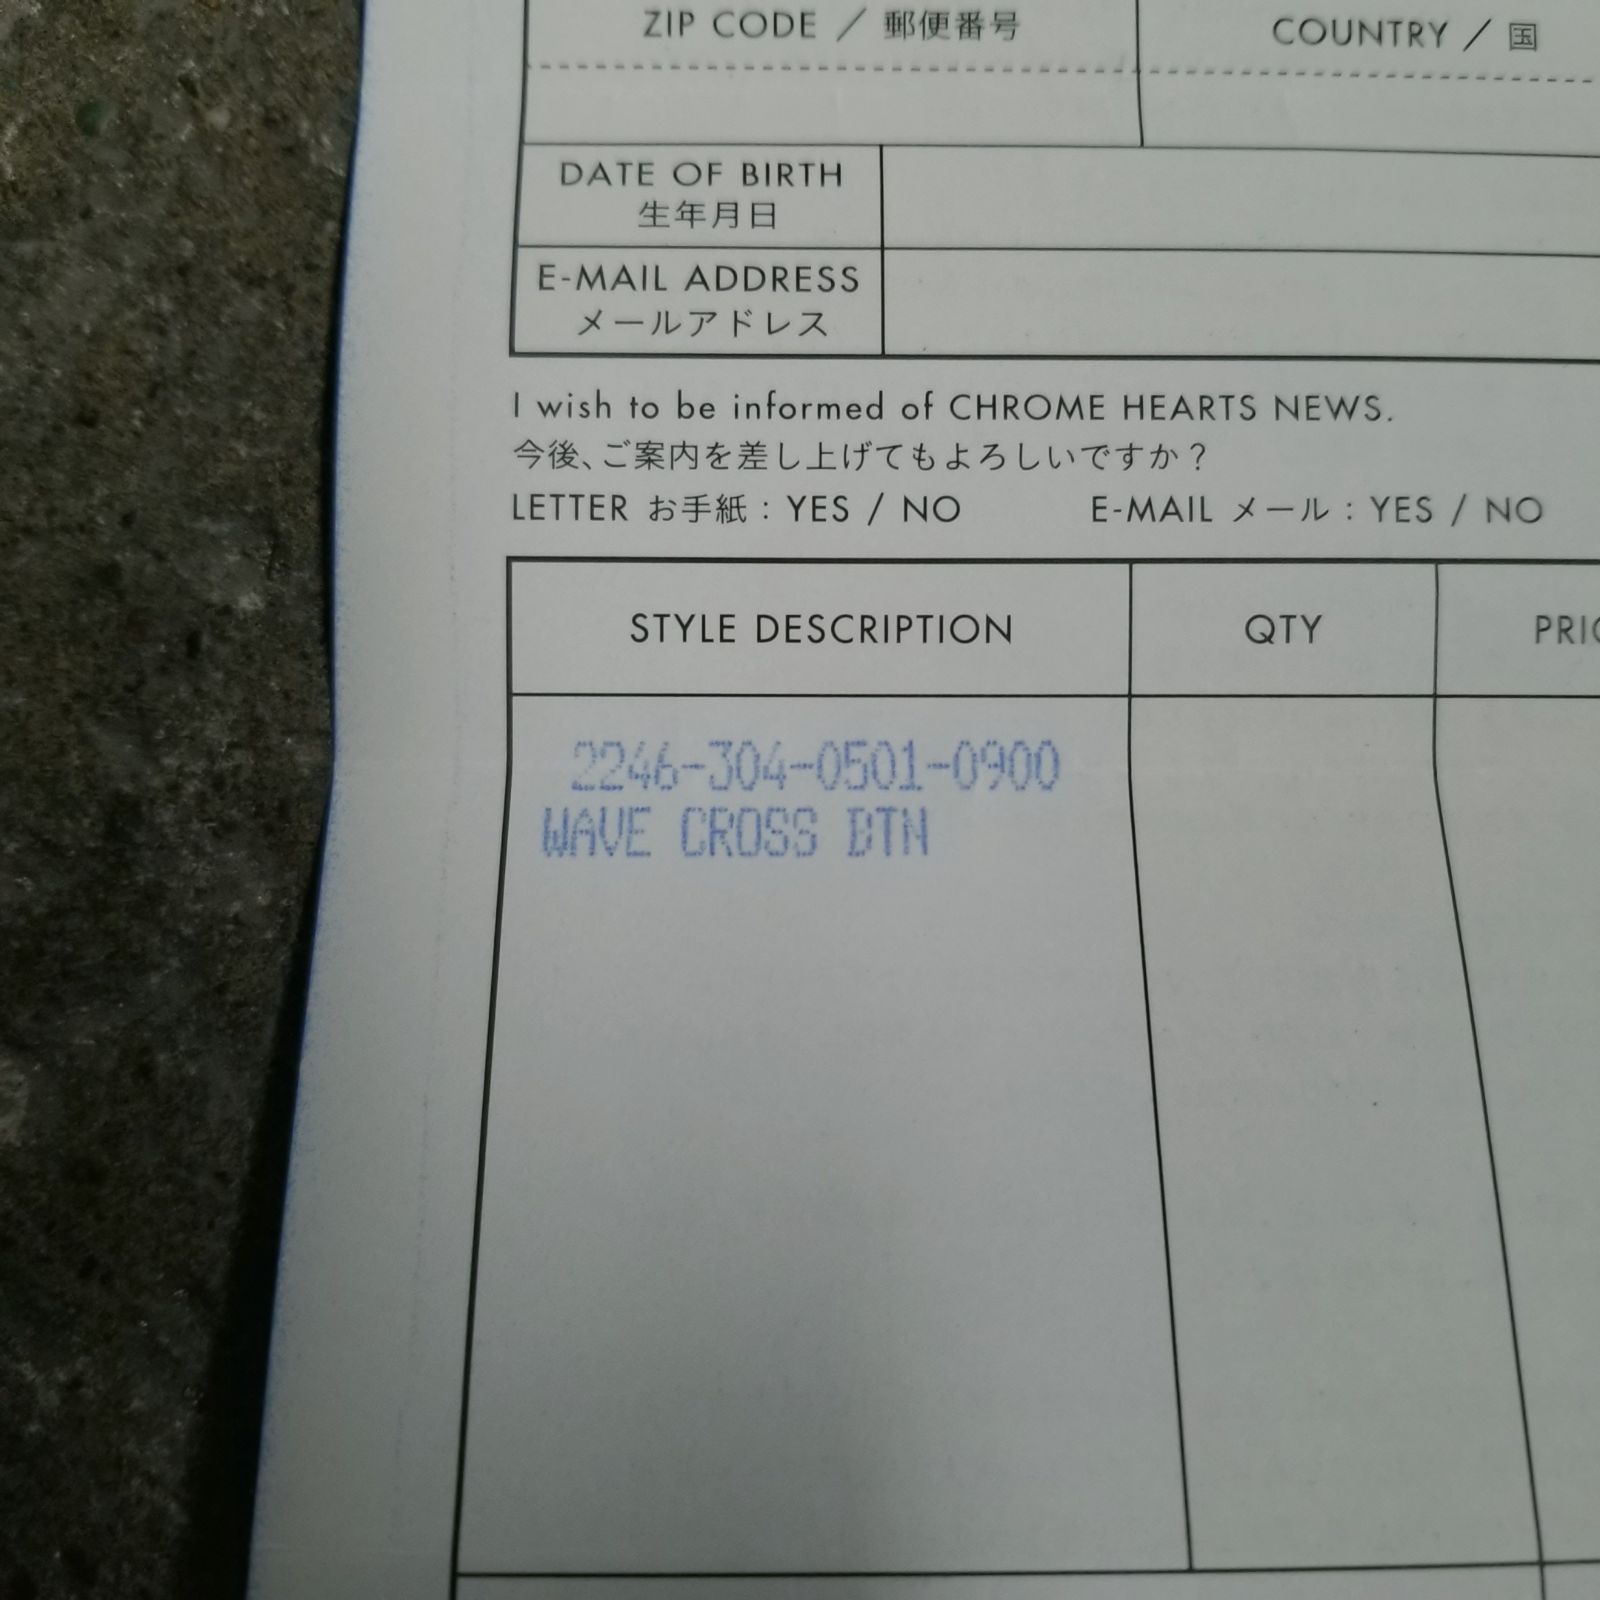 ZIP CODE / 郵便番号
COUNTRY / 国
DATE OF BIRTH
生年月日
E-MAIL ADDRESS
メールアドレス
I wish to be informed of CHROME HEARTS NEWS.
今後、ご案内を差し上げてもよろしいですか？
LETTER お手紙 : YES / NO E-MAIL メール : YES / NO
STYLE DESCRIPTION QTY
2246-304-0501-0900
WAVE CROSS BTN